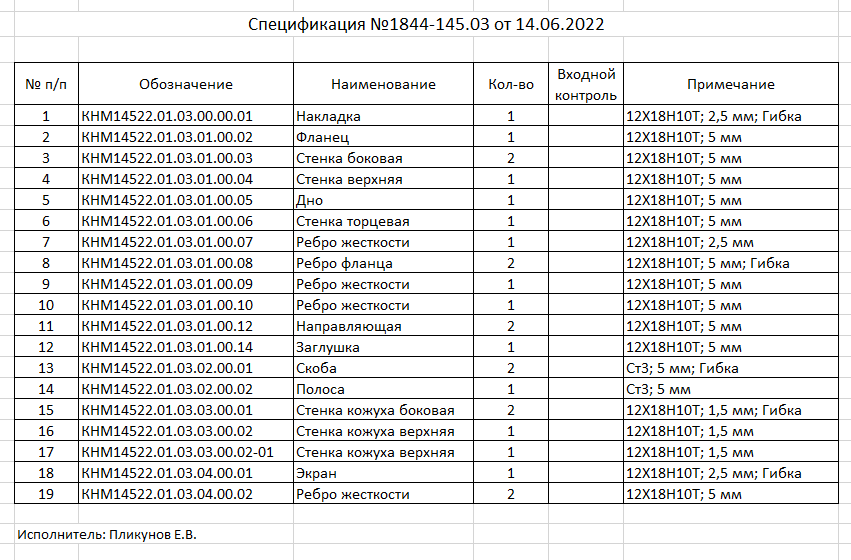 Спецификация №1844-145.03 от 14.06.2022
№ п/п Обозначение Наименование Кол-во Входной контроль Примечание
1 КНМ14522.01.03.00.00.01 Накладка 1 12Х18Н10Т; 2,5 мм; Гибка
2 КНМ14522.01.03.01.00.02 Фланец 1 12Х18Н10Т; 5 мм
3 КНМ14522.01.03.01.00.03 Стенка боковая 2 12Х18Н10Т; 5 мм
4 КНМ14522.01.03.01.00.04 Стенка верхняя 1 12Х18Н10Т; 5 мм
5 КНМ14522.01.03.01.00.05 Дно 1 12Х18Н10Т; 5 мм
6 КНМ14522.01.03.01.00.06 Стенка торцевая 1 12Х18Н10Т; 5 мм
7 КНМ14522.01.03.01.00.07 Ребро жесткости 1 12Х18Н10Т; 2,5 мм
8 КНМ14522.01.03.01.00.08 Ребро фланца 2 12Х18Н10Т; 5 мм; Гибка
9 КНМ14522.01.03.01.00.09 Ребро жесткости 1 12Х18Н10Т; 5 мм
10 КНМ14522.01.03.01.00.10 Ребро жесткости 1 12Х18Н10Т; 5 мм
11 КНМ14522.01.03.01.00.12 Направляющая 2 12Х18Н10Т; 5 мм
12 КНМ14522.01.03.01.00.14 Заглушка 1 12Х18Н10Т; 5 мм
13 КНМ14522.01.03.02.00.01 Скоба 2 Ст3; 5 мм; Гибка
14 КНМ14522.01.03.02.00.02 Полоса 1 Ст3; 5 мм
15 КНМ14522.01.03.03.00.01 Стенка кожуха боковая 2 12Х18Н10Т; 1,5 мм; Гибка
16 КНМ14522.01.03.03.00.02 Стенка кожуха верхняя 1 12Х18Н10Т; 1,5 мм
17 КНМ14522.01.03.03.00.02-01 Стенка кожуха верхняя 1 12Х18Н10Т; 1,5 мм
18 КНМ14522.01.03.04.00.01 Экран 1 12Х18Н10Т; 2,5 мм; Гибка
19 КНМ14522.01.03.04.00.02 Ребро жесткости 2 12Х18Н10Т; 5 мм
Исполнитель: Пликунов Е.В.